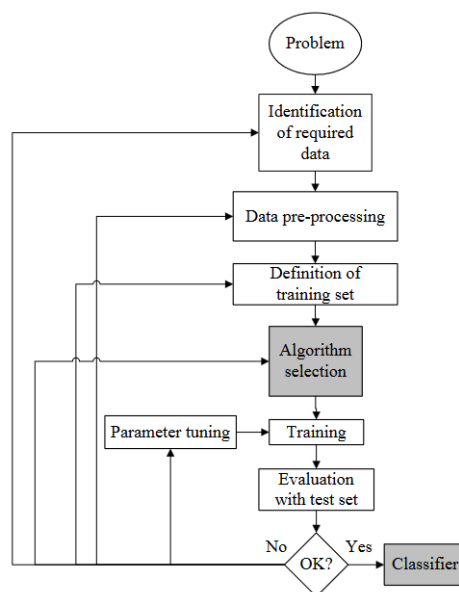 Problem
Identification
of required
data
Data pre-processing
Definition of
training set
Algorithm
selection
Parameter tuning
Training
Evaluation
with test set
No
Yes
OK?
Classifier